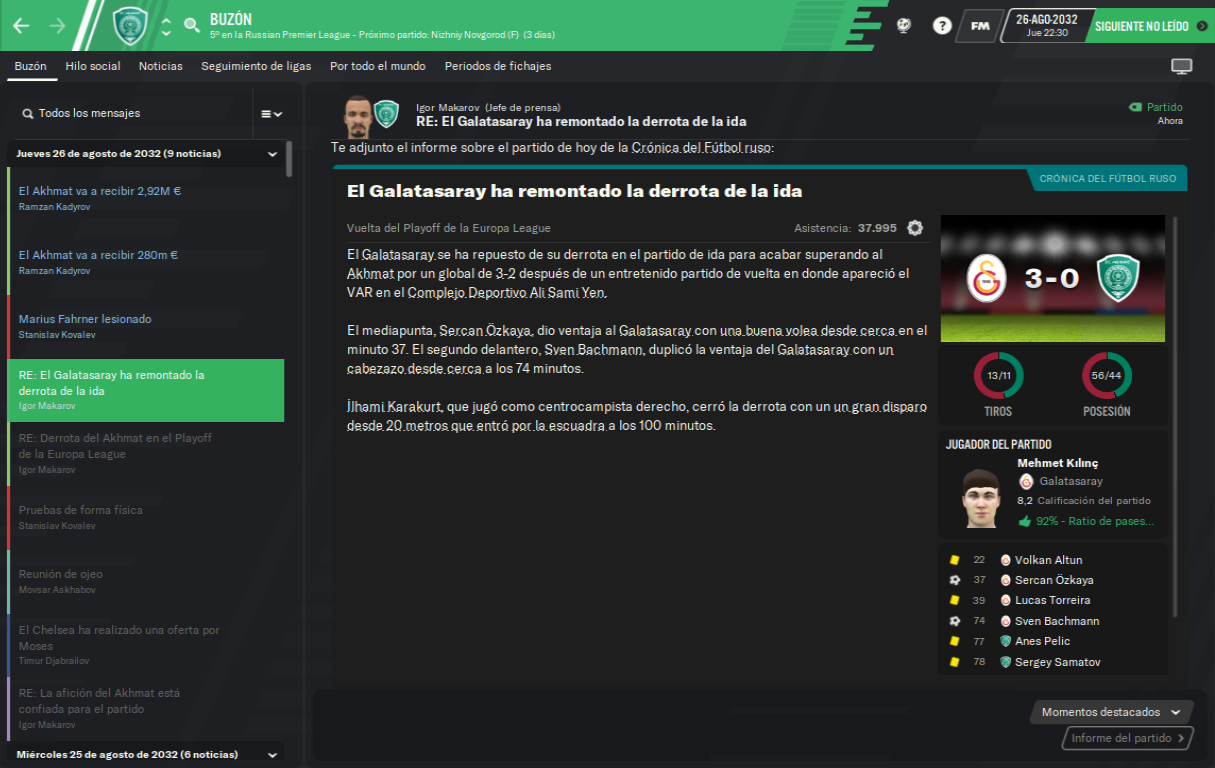 BUZÓN
5º en la Russian Premier League - Próximo partido: Nizhniy Novgorod (F) (3 días)
?
FM
26-AGO-2032
Jue 22:30
SIGUIENTE NO LEÍDO
Buzón
Hilo social
Noticias
Seguimiento de ligas
Por todo el mundo
Periodos de fichajes
Todos los mensajes
Jueves 26 de agosto de 2032 (9 noticias)
El Akhmat va a recibir 2,92M €
Ramzan Kadyrov
El Akhmat va a recibir 280m €
Ramzan Kadyrov
Marius Fahrner lesionado
Stanislav Kovalev
RE: El Galatasaray ha remontado la
derrota de la ida
Igor Makarov
RE: Derrota del Akhmat en el Playoff
de la Europa League
Igor Makarov
Pruebas de forma física
Stanislav Kovalev
Reunión de ojeo
Movsar Askhabov
El Chelsea ha realizado una oferta por
Moses
Timur Djabrailov
RE: La afición del Akhmat está
confiada para el partido
Igor Makarov
Miércoles 25 de agosto de 2032 (6 noticias)
Igor Makarov (Jefe de prensa)
RE: El Galatasaray ha remontado la derrota de la ida
Partido
Ahora
Te adjunto el informe sobre el partido de hoy de la Crónica del Fútbol ruso:
CRÓNICA DEL FÚTBOL RUSO
El Galatasaray ha remontado la derrota de la ida
Vuelta del Playoff de la Europa League
Asistencia: 37.995
El Galatasaray se ha repuesto de su derrota en el partido de ida para acabar superando al
Akhmat por un global de 3-2 después de un entretenido partido de vuelta en donde apareció el
VAR en el Complejo Deportivo Ali Sami Yen.
El mediapunta, Sercan Özkaya, dio ventaja al Galatasaray con una buena volea desde cerca en el
minuto 37. El segundo delantero, Sven Bachmann, duplicó la ventaja del Galatasaray con un
cabezazo desde cerca a los 74 minutos.
İlhami Karakurt, que jugó como centrocampista derecho, cerró la derrota con un un gran disparo
desde 20 metros que entró por la escuadra a los 100 minutos.
3-0
13/11
TIROS
56/44
POSESIÓN
JUGADOR DEL PARTIDO
Mehmet Kılınç
Galatasaray
8,2 Calificación del partido
92% - Ratio de pases...
22 Volkan Altun
37 Sercan Özkaya
39 Lucas Torreira
74 Sven Bachmann
77 Anes Pelic
78 Sergey Samatov
Momentos destacados
Informe del partido